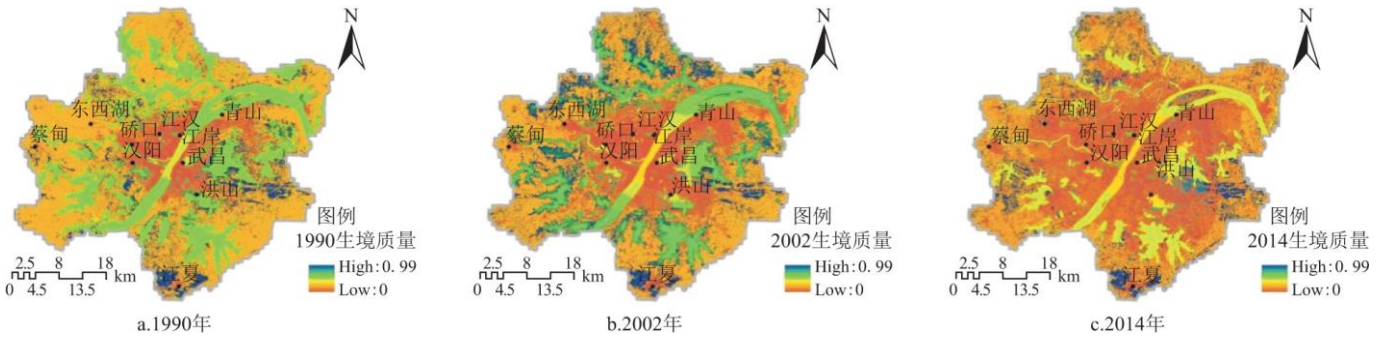 N
东西湖
青山
江汉
硚口
江岸
蔡甸
汉阳
武昌
洪山
图例
1990生境质量
2.5 8 18
km
High:0.99
0 4.5 13.5
Low:0
江夏
a.1990年
N
东西湖
青山
江汉
硚口
江岸
蔡甸
汉阳
武昌
洪山
图例
2002生境质量
2.5 8 18
km
High:0.99
0 4.5 13.5
Low:0
江夏
b.2002年
N
东西湖
青山
江汉
硚口
江岸
蔡甸
汉阳
武昌
洪山
图例
2014生境质量
2.5 8 18
km
High:0.99
0 4.5 13.5
Low:0
江夏
c.2014年